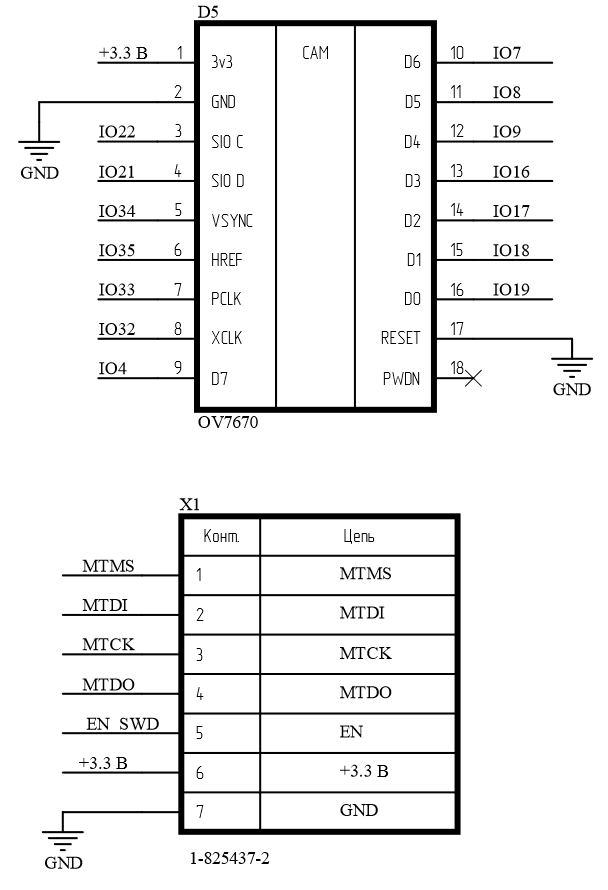 D5
+3.3 В 1 3v3 CAM D6 10 IO7
2 GND D5 11 IO8
IO22 3 SIO C D4 12 IO9
GND
IO21 4 SIO D D3 13 IO16
IO34 5 VSYNC D2 14 IO17
IO35 6 HREF D1 15 IO18
IO33 7 PCLK D0 16 IO19
IO32 8 XCLK RESET 17
IO4 9 D7 PWDN 18
GND
OV7670
X1
Конт. Цепь
MTMS 1 MTMS
MTDI 2 MTDI
MTCK 3 MTCK
MTDO 4 MTDO
EN SWD 5 EN
+3.3 В 6 +3.3 В
7 GND
GND
1-825437-2